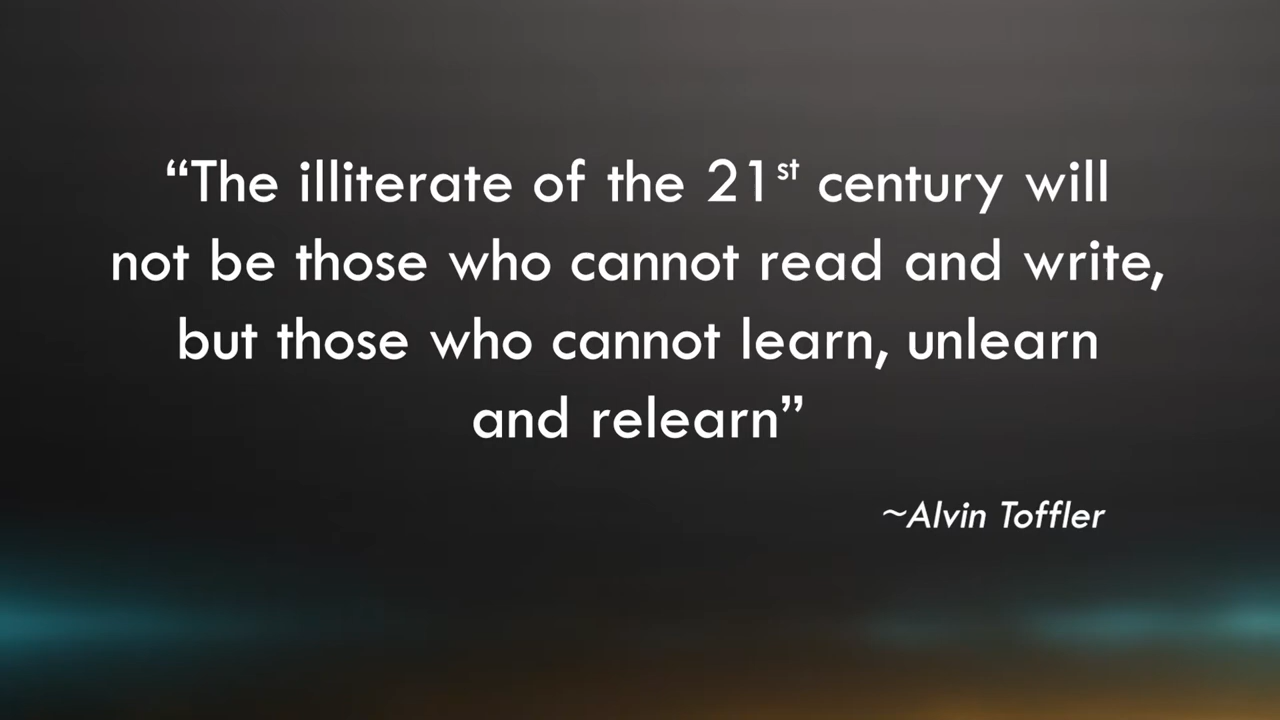 “The illiterate of the 21st century will
not be those who cannot read and write,
but those who cannot learn, unlearn
and relearn”
~Alvin Toffler